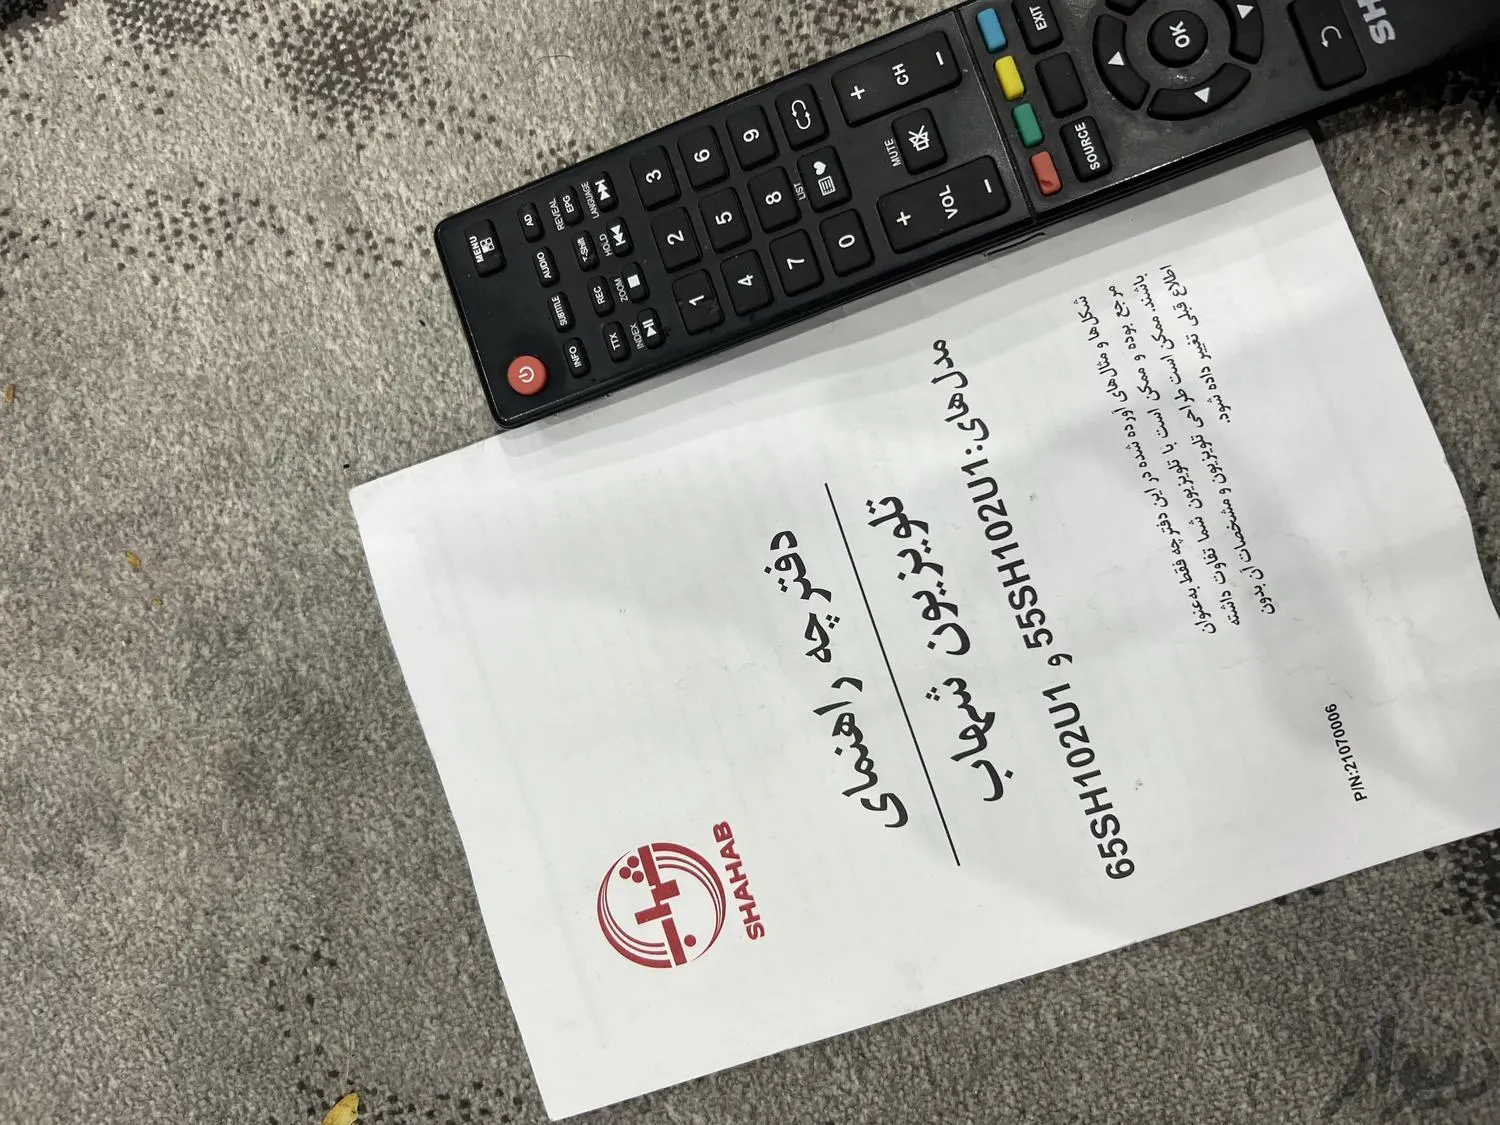 SHAHAB
دفترچه راهنمای
تلویزیون شهاب
مدل‌های: 55SH102U1 و 65SH102U1
شکل‌ها و مثال‌های آورده شده در این دفترچه فقط به‌عنوان
مرجع بوده و ممکن است با تلویزیون شما تفاوت داشته
باشند. ممکن است طراحی تلویزیون و مشخصات آن بدون
اطلاع قبلی تغییر داده شود.
P/N:21070006
MENU
INFO SUBTITLE AUDIO AD
TTX REC T-Shift EPG
REVEAL
INDEX ZOOM HOLD LANGUAGE
1 2 3
4 5 6
7 8 9
LIST
0
VOL + - MUTE CH + -
SOURCE EXIT
OK
SH
دیوار